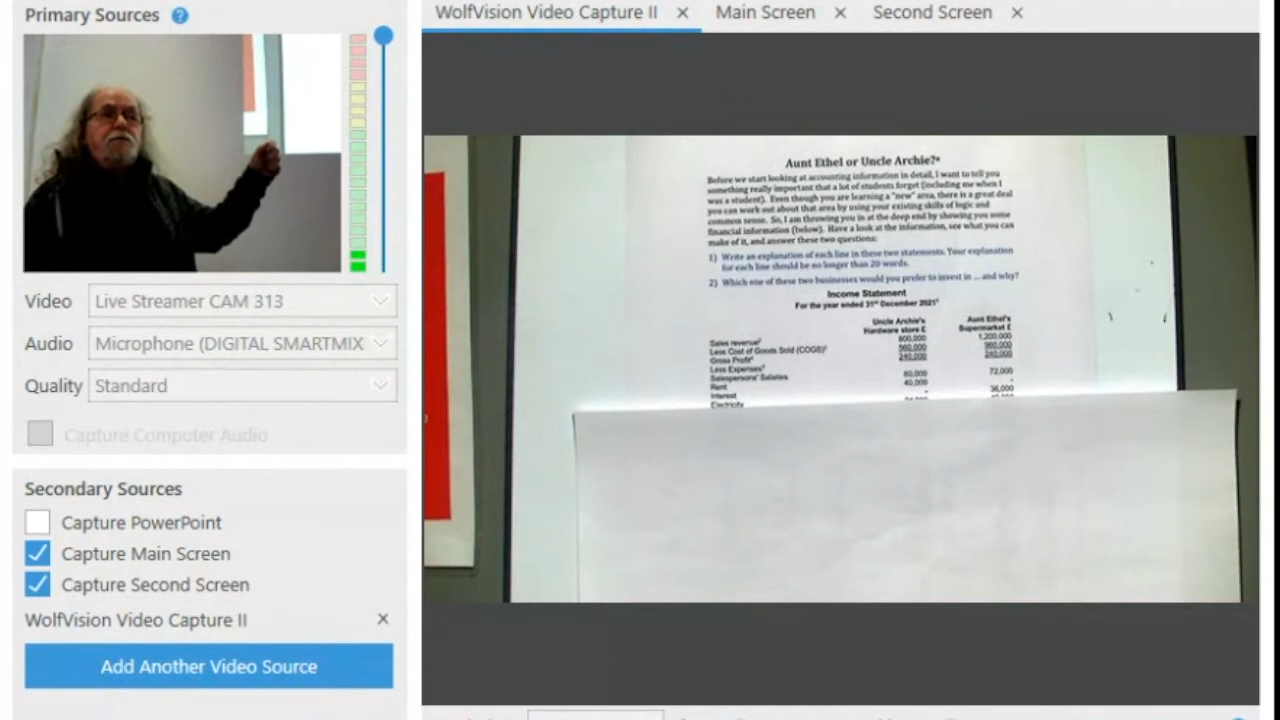 Primary Sources
Video
Live Streamer CAM 313
Audio
Microphone (DIGITAL SMARTMIX
Quality
Standard
Capture Computer Audio
Secondary Sources
Capture PowerPoint
Capture Main Screen
Capture Second Screen
WolfVision Video Capture II
Add Another Video Source
WolfVision Video Capture II
Main Screen
Second Screen
Aunt Ethel or Uncle Archie?*
Before we start looking at accounting information in detail, I want to tell you
something really important that a lot of students forget (including me when I
was a student). Even though you are learning a "new" area, there is a great deal
you can work out about that area by using your existing skills of logic and
common sense. So, I am throwing you in at the deep end by showing you some
financial information (below). Have a look at the information, see what you can
make of it, and answer these two questions:
1) Write an explanation of each line in these two statements. Your explanation
for each line should be no longer than 20 words.
2) Which one of these two businesses would you prefer to invest in ... and why?
Income Statement
For the year ended 31st December 2021
Uncle Archie's Aunt Ethel's
Hardware store £ Supermarket £
Sales revenue 800,000 1,200,000
Less Cost of Goods Sold (COGS) 560,000 960,000
Gross Profit 240,000 240,000
Less Expenses
Salespersons' Salaries 80,000 72,000
Rent 40,000 -
Interest - 36,000
Electricity